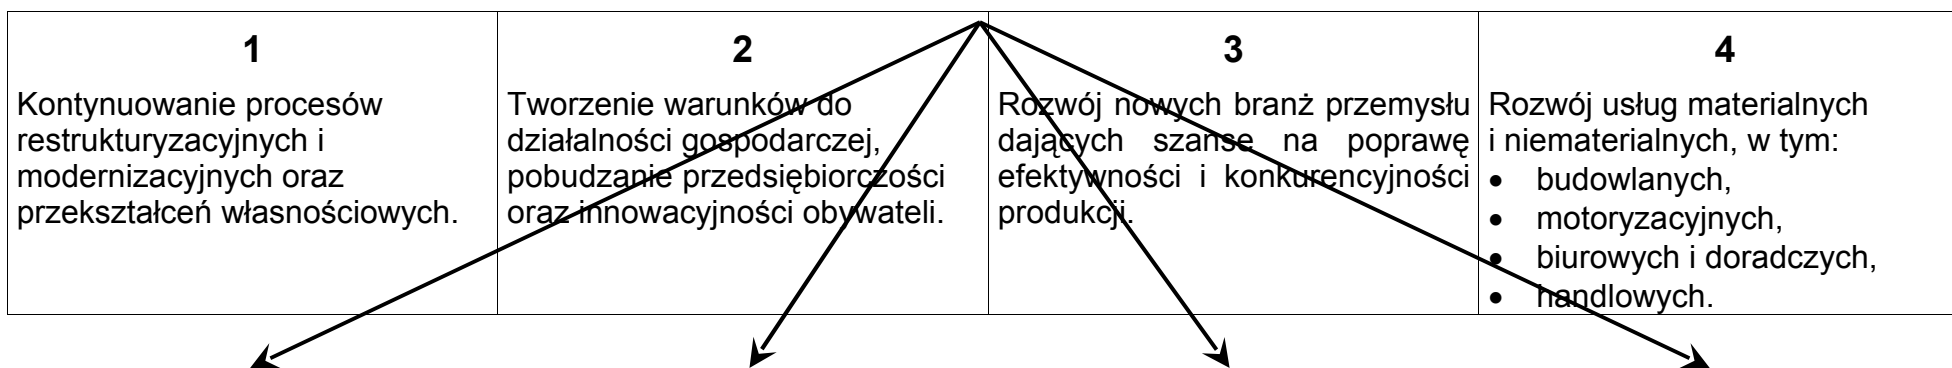 1
Kontynuowanie procesów
restrukturyzacyjnych i
modernizacyjnych oraz
przekształceń własnościowych.
2
Tworzenie warunków do
działalności gospodarczej,
pobudzanie przedsiębiorczości
oraz innowacyjności obywateli.
3
Rozwój nowych branż przemysłu
dających szanse na poprawę
efektywności i konkurencyjności
produkcji.
4
Rozwój usług materialnych
i niematerialnych, w tym:
• budowlanych,
• motoryzacyjnych,
• biurowych i doradczych,
• handlowych.